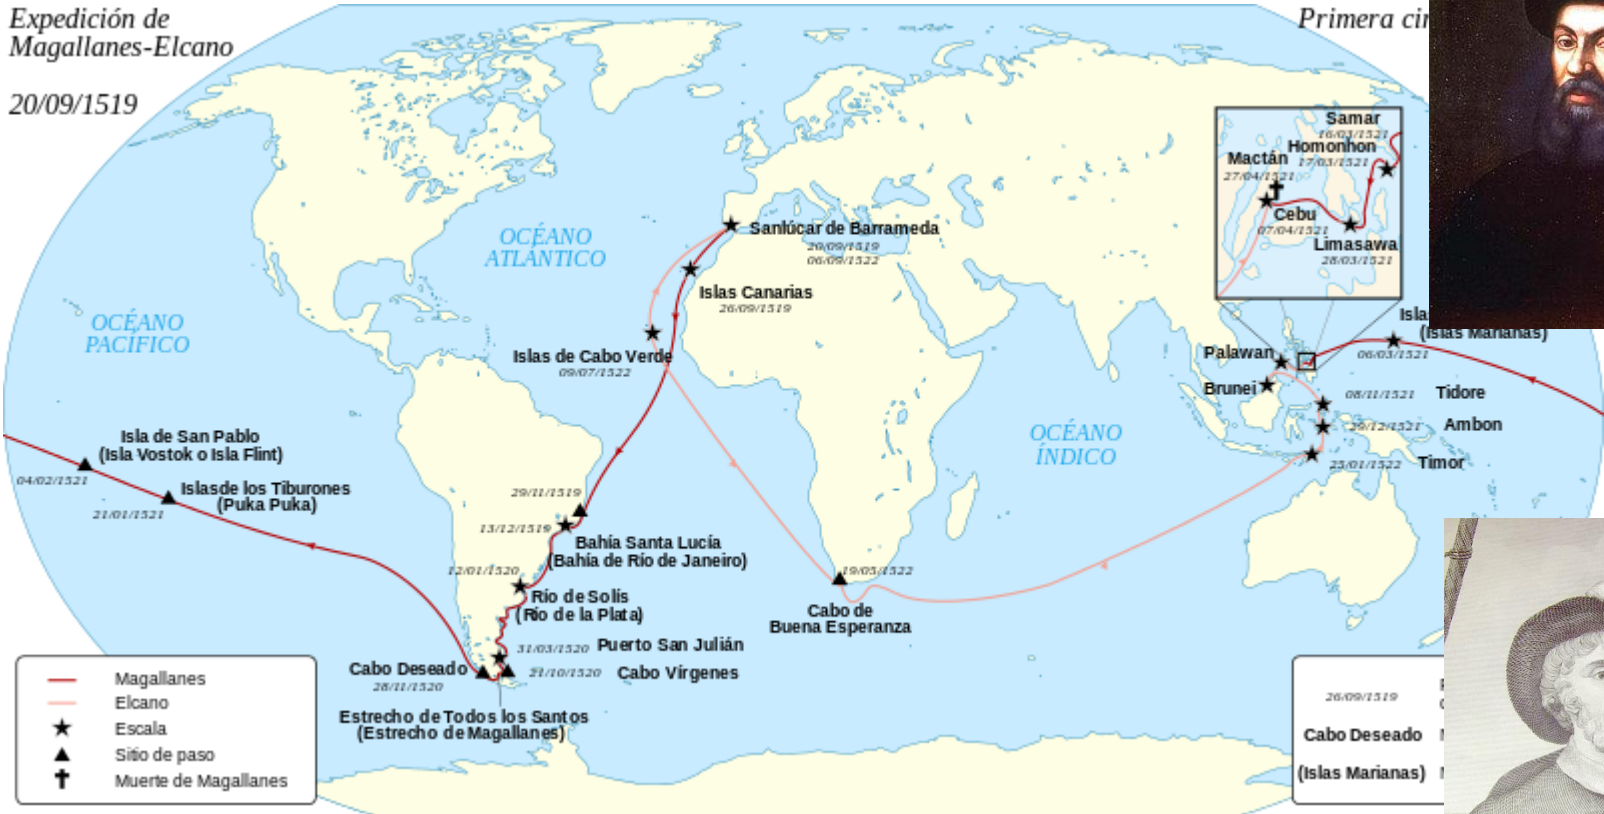 Expedición de
Magallanes-Elcano
20/09/1519
Primera
Samar
16/03/1521
Homonhon
17/03/1521
Mactán
27/04/1521
Cebu
07/04/1521
Limasawa
28/03/1521
OCÉANO
ATLÁNTICO
Sanlúcar de Barrameda
20/09/1519
06/09/1522
Islas Canarias
26/09/1519
OCÉANO
PACÍFICO
Islas de Cabo Verde
09/07/1522
(Islas Marianas)
06/03/1521
Palawan
Brunei
08/11/1521 Tidore
29/12/1521 Ambon
25/01/1522 Timor
OCÉANO
ÍNDICO
Isla de San Pablo
(Isla Vostok o Isla Flint)
04/02/1521
Islasde los Tiburones
(Puka Puka)
21/01/1521
29/11/1519
13/12/1519
Bahía Santa Lucía
(Bahía de Río de Janeiro)
12/01/1520
Río de Solís
(Río de la Plata)
19/05/1522
Cabo de
Buena Esperanza
31/03/1520 Puerto San Julián
21/10/1520 Cabo Vírgenes
Cabo Deseado
28/11/1520
Estrecho de Todos los Santos
(Estrecho de Magallanes)
Magallanes
Elcano
Escala
Sitio de paso
Muerte de Magallanes
26/09/1519
Cabo Deseado
(Islas Marianas)